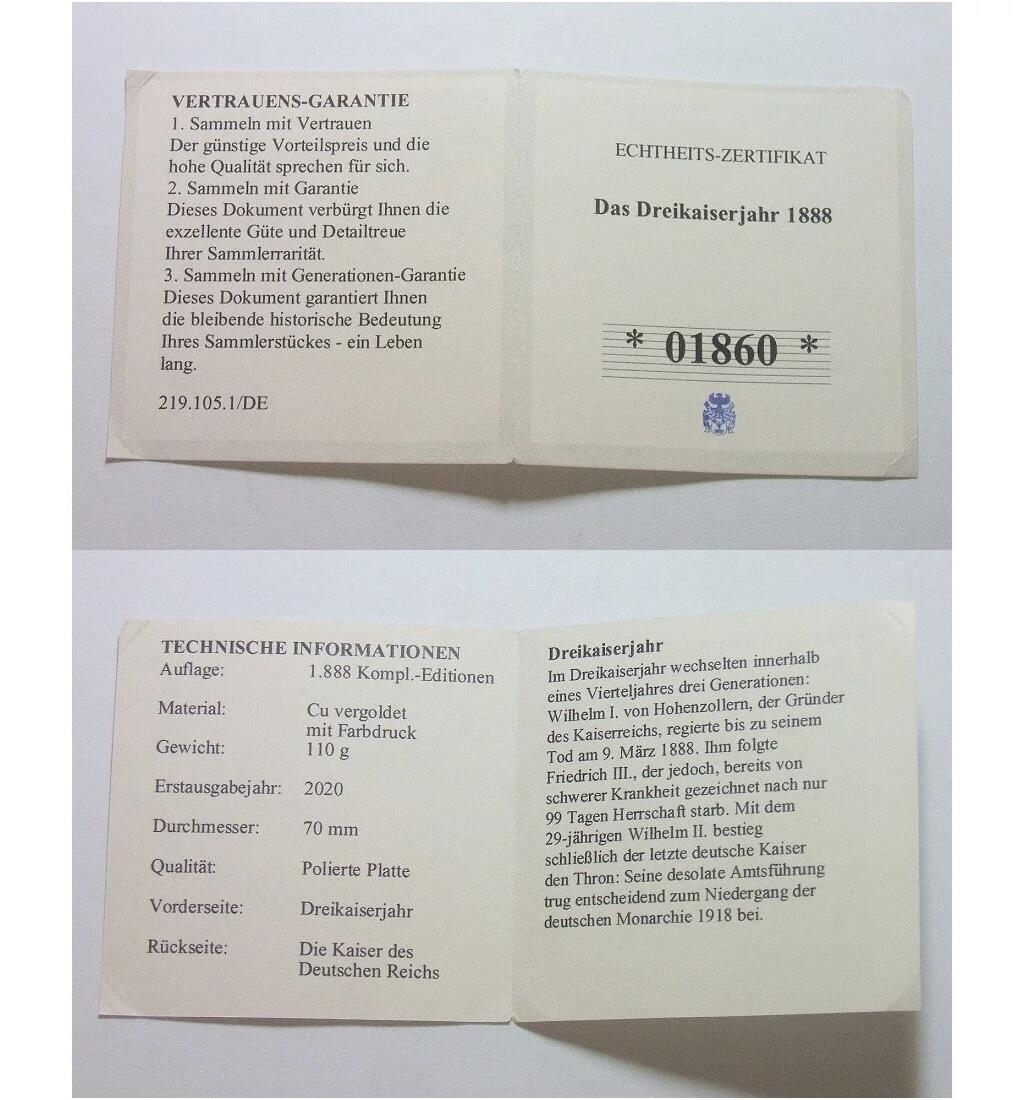 VERTRAUENS-GARANTIE
1. Sammeln mit Vertrauen
Der günstige Vorteilspreis und die
hohe Qualität sprechen für sich.
2. Sammeln mit Garantie
Dieses Dokument verbürgt Ihnen die
exzellente Güte und Detailtreue
Ihrer Sammlerrarität.
3. Sammeln mit Generationen-Garantie
Dieses Dokument garantiert Ihnen
die bleibende historische Bedeutung
Ihres Sammlerstückes - ein Leben
lang.
219.105.1/DE
ECHTHEITS-ZERTIFIKAT
Das Dreikaiserjahr 1888
* 01860 *
TECHNISCHE INFORMATIONEN
Auflage: 1.888 Kompl.-Editionen
Material: Cu vergoldet
mit Farbdruck
Gewicht: 110 g
Erstausgabejahr: 2020
Durchmesser: 70 mm
Qualität: Polierte Platte
Vorderseite: Dreikaiserjahr
Rückseite: Die Kaiser des
Deutschen Reichs
Dreikaiserjahr
Im Dreikaiserjahr wechselten innerhalb
eines Vierteljahres drei Generationen:
Wilhelm I. von Hohenzollern, der Gründer
des Kaiserreichs, regierte bis zu seinem
Tod am 9. März 1888. Ihm folgte
Friedrich III., der jedoch, bereits von
schwerer Krankheit gezeichnet nach nur
99 Tagen Herrschaft starb. Mit dem
29-jährigen Wilhelm II. bestieg
schließlich der letzte deutsche Kaiser
den Thron: Seine desolate Amtsführung
trug entscheidend zum Niedergang der
deutschen Monarchie 1918 bei.